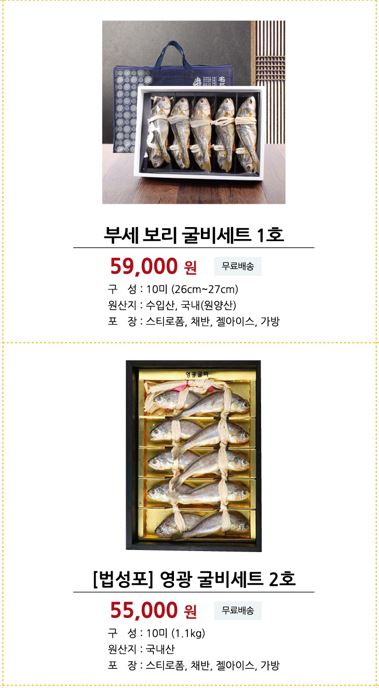 부세 보리 굴비세트 1호
59,000 원 무료배송
구 성 : 10미 (26cm~27cm)
원산지 : 수입산, 국내(원양산)
포 장 : 스티로폼, 채반, 젤아이스, 가방
영광굴비
[법성포] 영광 굴비세트 2호
55,000 원 무료배송
구 성 : 10미 (1.1kg)
원산지 : 국내산
포 장 : 스티로폼, 채반, 젤아이스, 가방